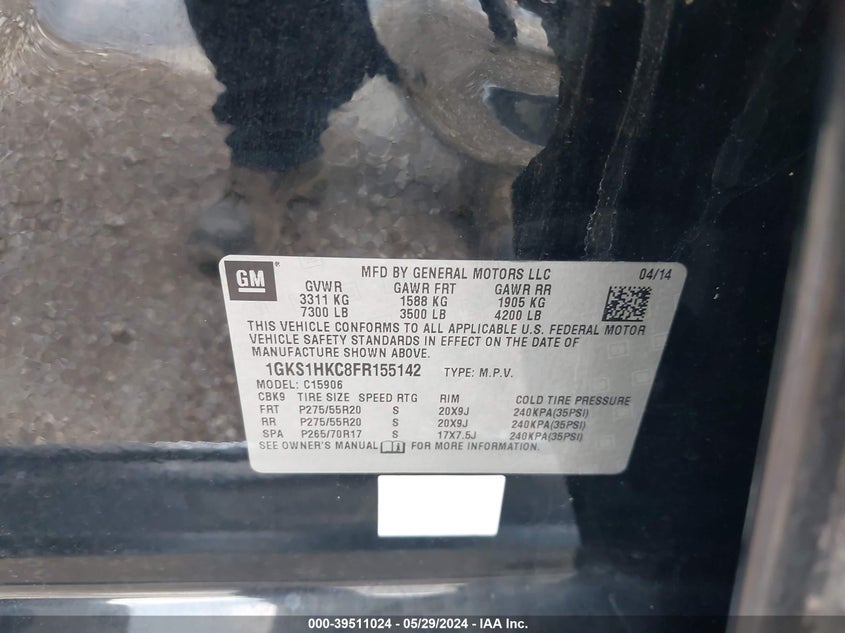 GM
MFD BY GENERAL MOTORS LLC 04/14
GVWR GAWR FRT GAWR RR
3311 KG 1588 KG 1905 KG
7300 LB 3500 LB 4200 LB
THIS VEHICLE CONFORMS TO ALL APPLICABLE U.S. FEDERAL MOTOR
VEHICLE SAFETY STANDARDS IN EFFECT ON THE DATE OF
MANUFACTURE SHOWN ABOVE.
1GKS1HKC8FR155142 TYPE: M.P.V.
MODEL: C15906
CBK9 TIRE SIZE SPEED RTG RIM COLD TIRE PRESSURE
FRT P275/55R20 S 20X9J 240KPA(35PSI)
RR P275/55R20 S 20X9J 240KPA(35PSI)
SPA P265/70R17 S 17X7.5J 240KPA(35PSI)
SEE OWNER'S MANUAL FOR MORE INFORMATION.
000-39511024 / 05/29/2024 - IAA Inc.